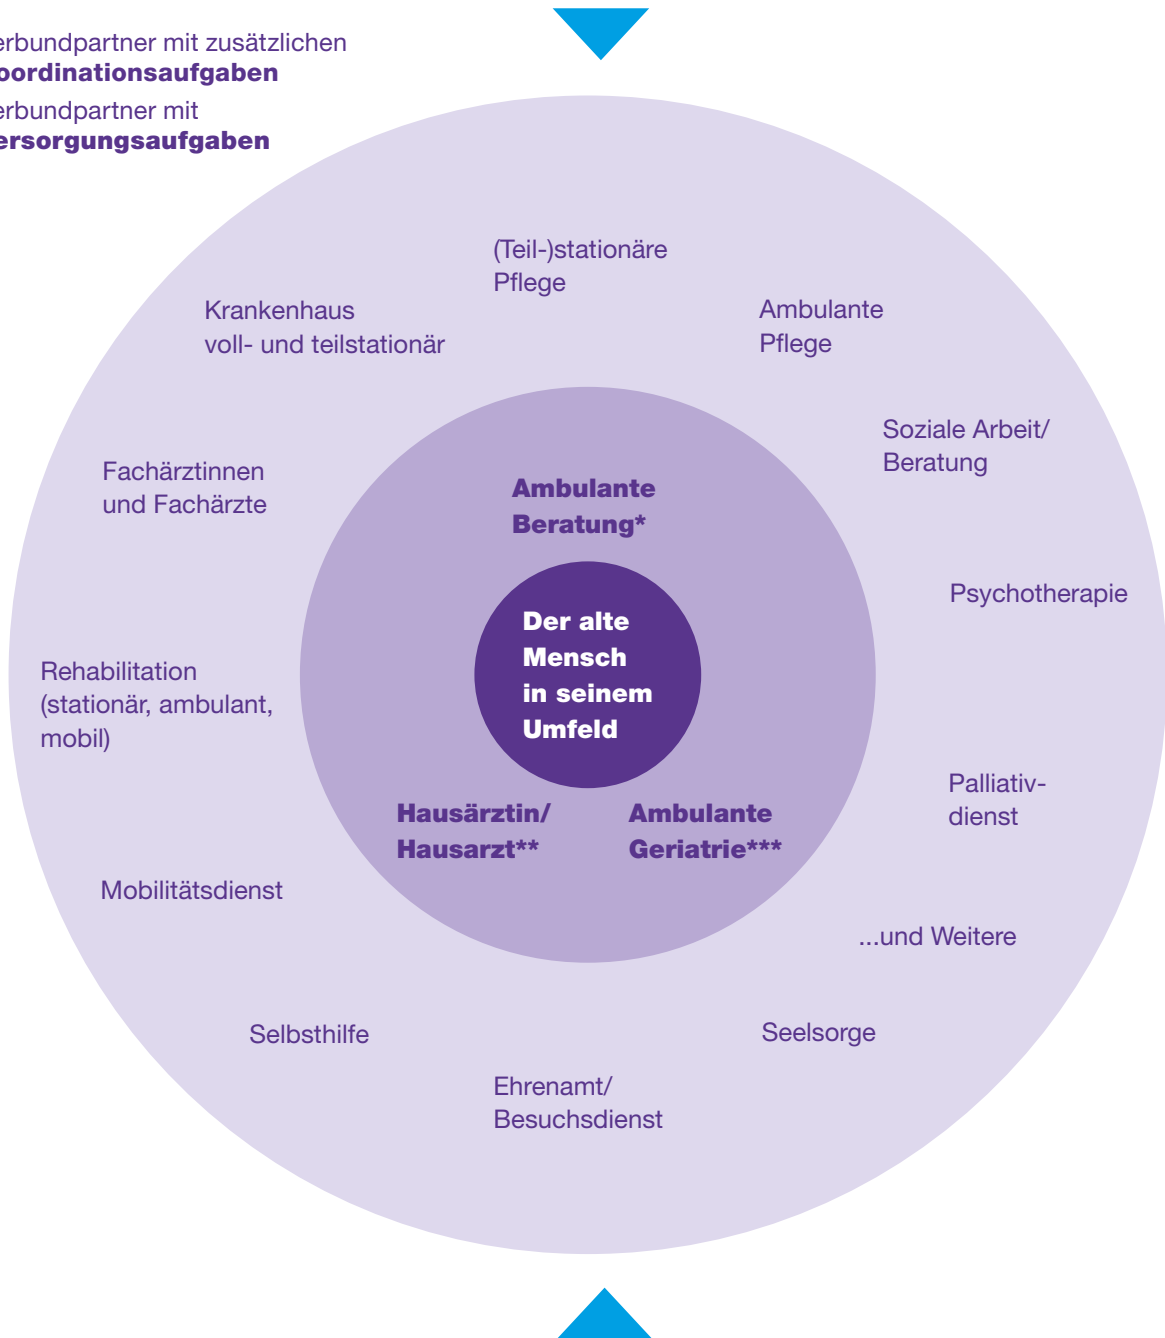 erbundpartner mit zusätzlichen
oordinationsaufgaben
erbundpartner mit
ersorgungsaufgaben
(Teil-)stationäre
Pflege
Krankenhaus
voll- und teilstationär
Ambulante
Pflege
Soziale Arbeit/
Beratung
Fachärztinnen
und Fachärzte
Ambulante
Beratung*
Psychotherapie
Der alte
Mensch
in seinem
Umfeld
Rehabilitation
(stationär, ambulant,
mobil)
Palliativ-
dienst
Hausärztin/
Hausarzt**
Ambulante
Geriatrie***
Mobilitätsdienst
...und Weitere
Selbsthilfe
Seelsorge
Ehrenamt/
Besuchsdienst